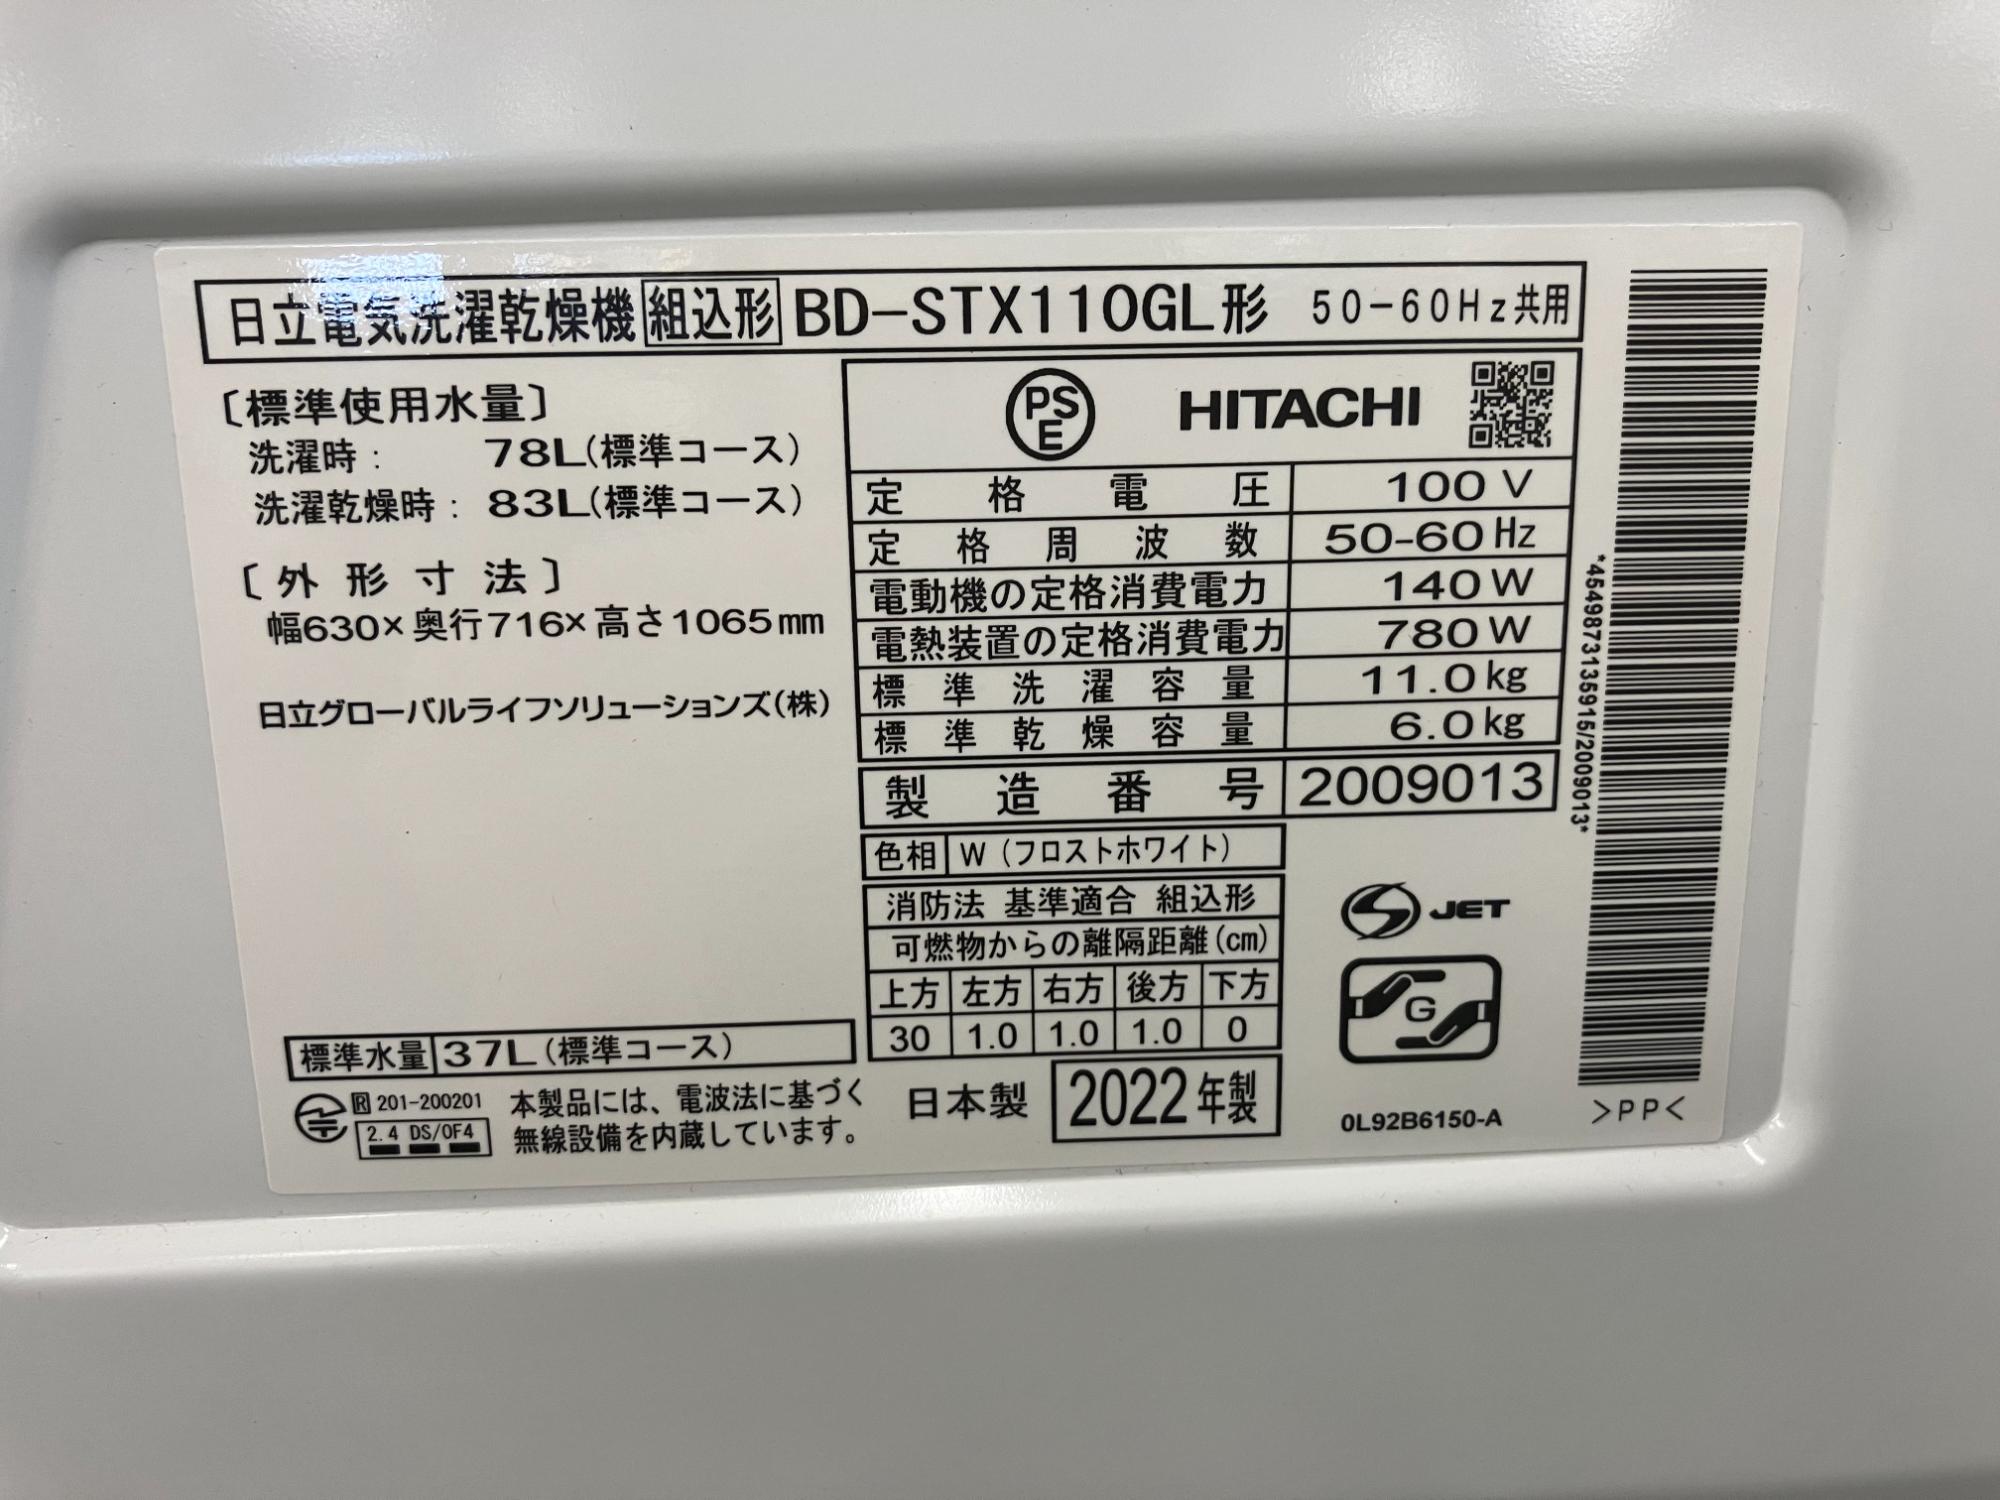 日立電気洗濯乾燥機 組込形 BD-STX110GL形 50-60Hz共用
〔標準使用水量〕
洗濯時: 78L(標準コース)
洗濯乾燥時: 83L(標準コース)
〔外形寸法〕
幅630×奥行716×高さ1065mm
日立グローバルライフソリューションズ(株)
標準水量 37L(標準コース)
R 201-200201
2.4 DS/OF4
本製品には、電波法に基づく
無線設備を内蔵しています。
PSE HITACHI
定格電圧 100V
定格周波数 50-60Hz
電動機の定格消費電力 140W
電熱装置の定格消費電力 780W
標準洗濯容量 11.0kg
標準乾燥容量 6.0kg
製造番号 2009013
色相 W(フロストホワイト)
消防法 基準適合 組込形
可燃物からの離隔距離(cm)
上方 左方 右方 後方 下方
30 1.0 1.0 1.0 0
日本製 2022年製
S JET
G
0L92B6150-A
*4549873135915/2009013*
>PP<